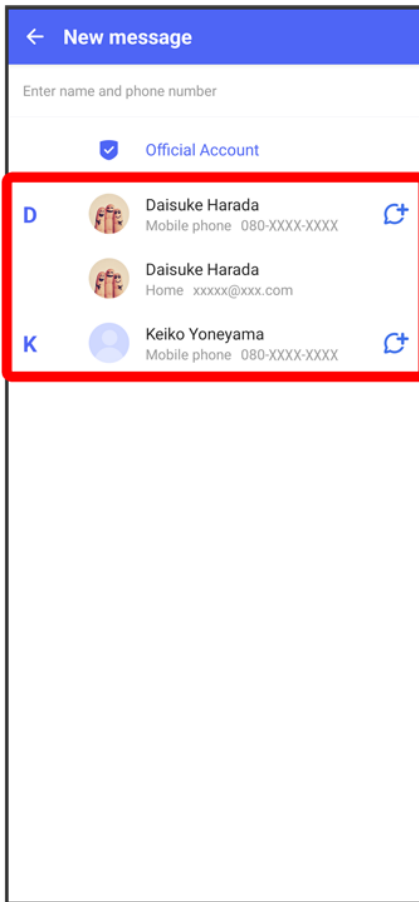 New message
Enter name and phone number
Official Account
D
Daisuke Harada
Mobile phone 080-XXXX-XXXX
Daisuke Harada
Home xxxxx@xxx.com
K
Keiko Yoneyama
Mobile phone 080-XXXX-XXXX